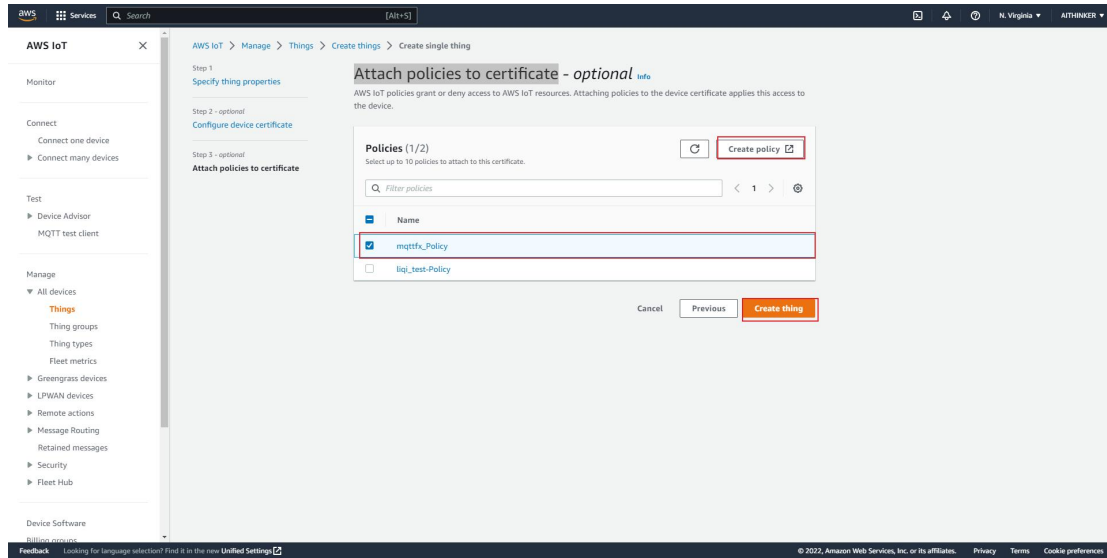 aws
Services
Search
[Alt+S]
N. Virginia
AITHINKER
AWS IoT
Monitor
Connect
Connect one device
Connect many devices
Test
Device Advisor
MQTT test client
Manage
All devices
Things
Thing groups
Thing types
Fleet metrics
Greengrass devices
LPWAN devices
Remote actions
Message Routing
Retained messages
Security
Fleet Hub
Device Software
Billing groups
AWS IoT > Manage > Things > Create things > Create single thing
Step 1
Specify thing properties
Step 2 - optional
Configure device certificate
Step 3 - optional
Attach policies to certificate
Attach policies to certificate - optional Info
AWS IoT policies grant or deny access to AWS IoT resources. Attaching policies to the device certificate applies this access to
the device.
Policies (1/2)
Select up to 10 policies to attach to this certificate.
Create policy
Filter policies
< 1 >
Name
mqttfx_Policy
liqi_test-Policy
Cancel
Previous
Create thing
Feedback
Looking for language selection? Find it in the new Unified Settings
© 2022, Amazon Web Services, Inc. or its affiliates.
Privacy
Terms
Cookie preferences